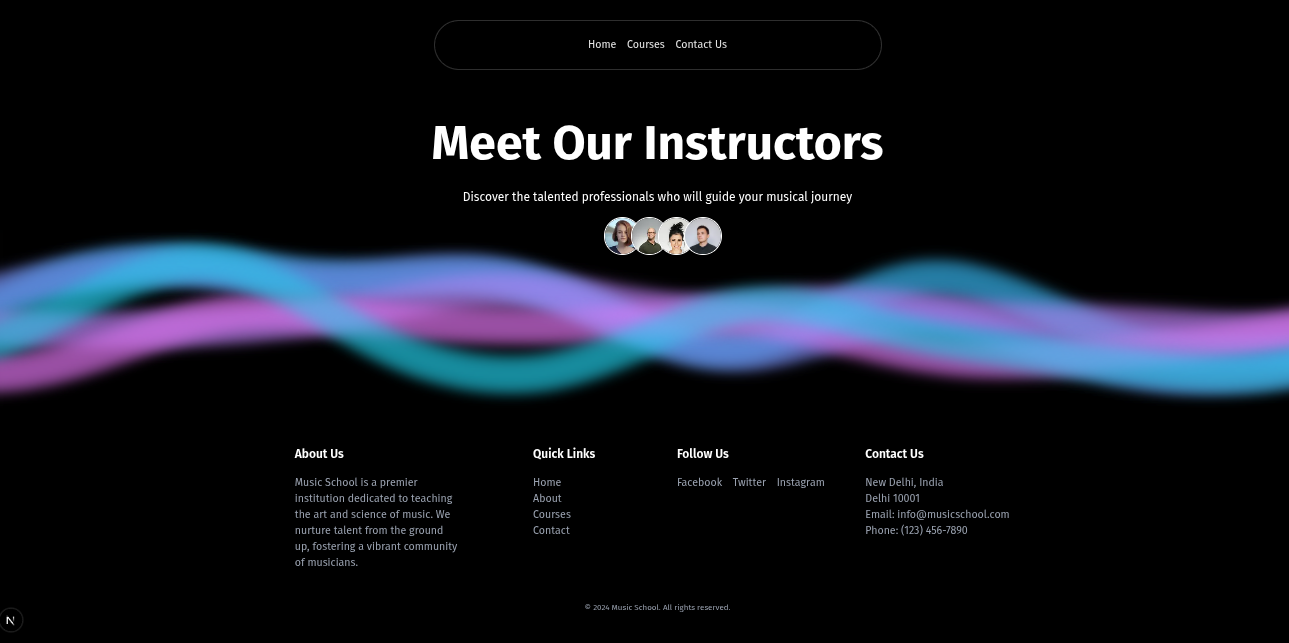 Home Courses Contact Us
Meet Our Instructors
Discover the talented professionals who will guide your musical journey
About Us
Music School is a premier
institution dedicated to teaching
the art and science of music. We
nurture talent from the ground
up, fostering a vibrant community
of musicians.
Quick Links
Home
About
Courses
Contact
Follow Us
Facebook Twitter Instagram
Contact Us
New Delhi, India
Delhi 10001
Email: info@musicschool.com
Phone: (123) 456-7890
© 2024 Music School. All rights reserved.
N